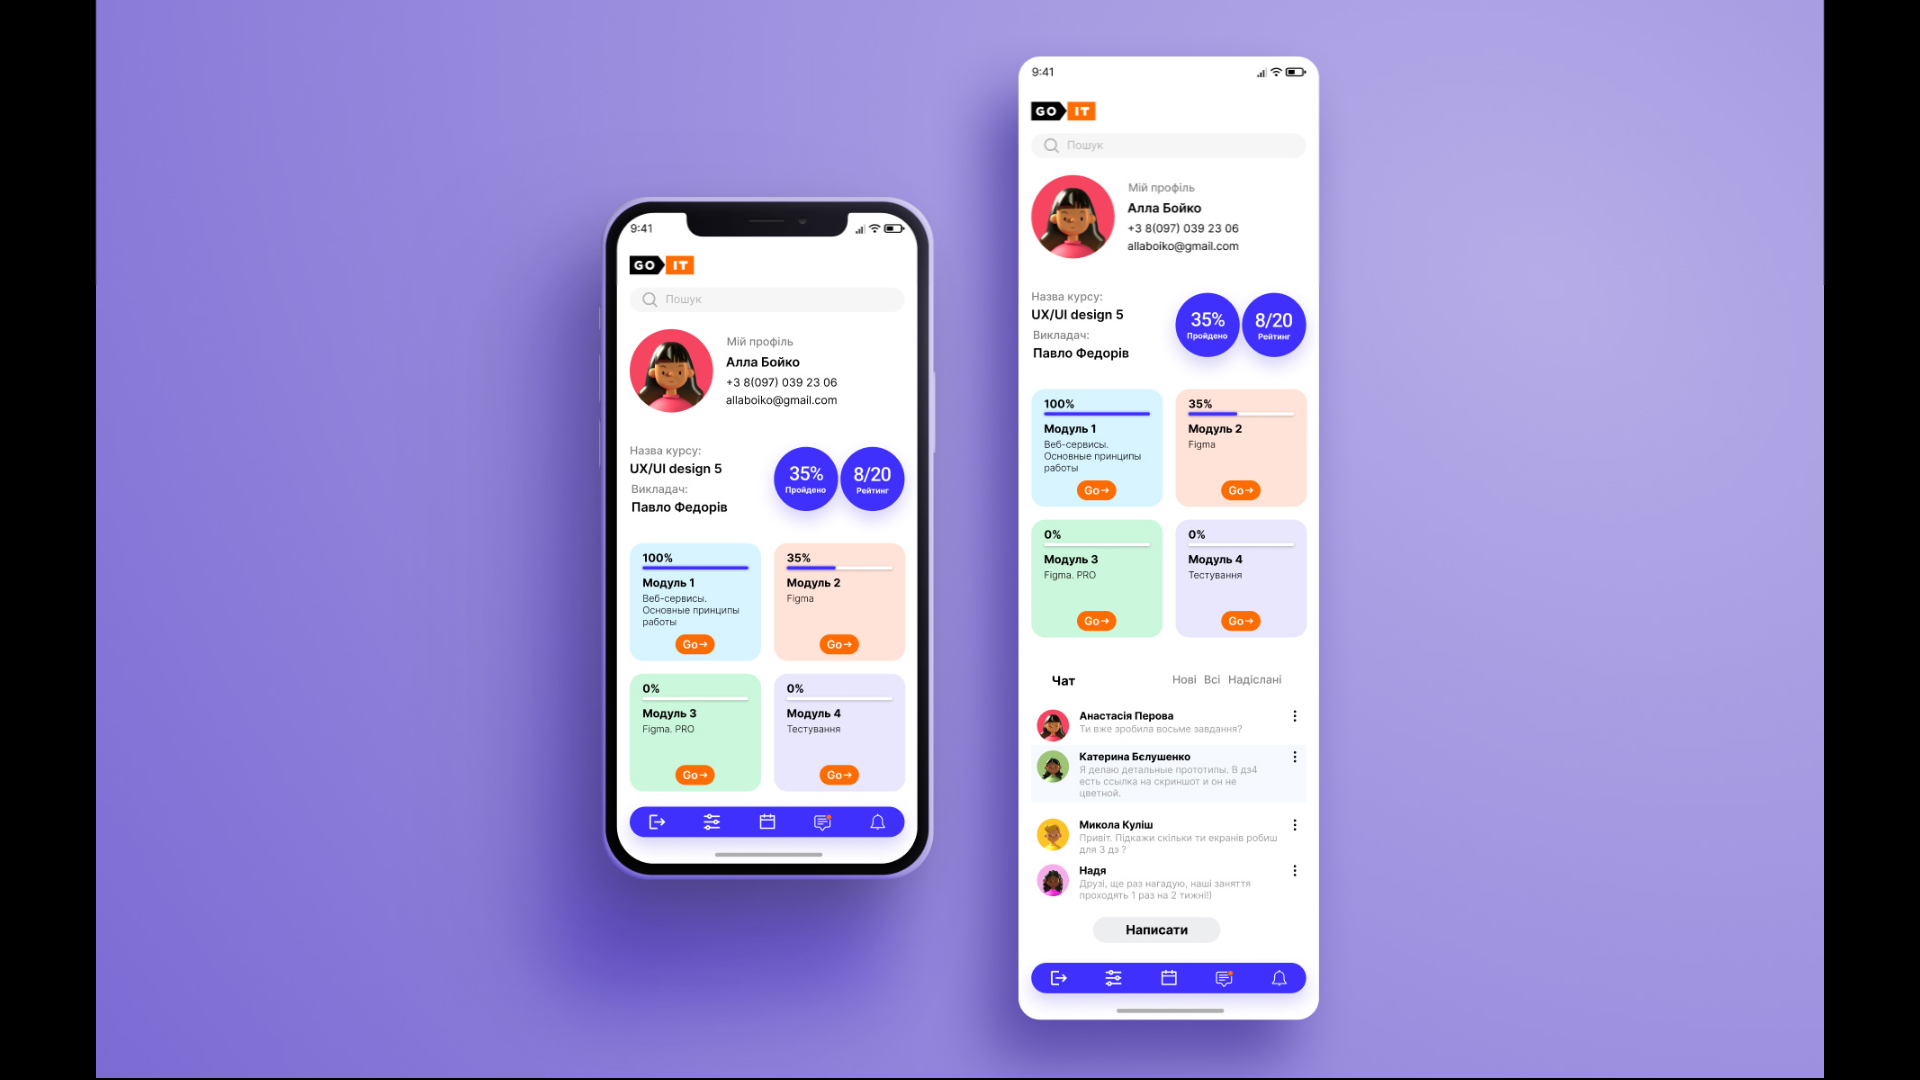 9:41
GO IT
Пошук
Мій профіль
Алла Бойко
+3 8(097) 039 23 06
allaboiko@gmail.com
Назва курсу:
UX/UI design 5
Викладач:
Павло Федорів
35%
Пройдено
8/20
Рейтинг
100%
Модуль 1
Веб-сервисы.
Основные принципы
работы
Go→
35%
Модуль 2
Figma
Go→
0%
Модуль 3
Figma. PRO
Go→
0%
Модуль 4
Тестування
Go→
9:41
GO IT
Пошук
Мій профіль
Алла Бойко
+3 8(097) 039 23 06
allaboiko@gmail.com
Назва курсу:
UX/UI design 5
Викладач:
Павло Федорів
35%
Пройдено
8/20
Рейтинг
100%
Модуль 1
Веб-сервисы.
Основные принципы
работы
Go→
35%
Модуль 2
Figma
Go→
0%
Модуль 3
Figma. PRO
Go→
0%
Модуль 4
Тестування
Go→
Чат
Нові Всі Надіслані
Анастасія Перова
Ти вже зробила восьме завдання?
Катерина Бєлушенко
Я делаю детальные прототипы. В дз4
есть ссылка на скриншот и он не
цветной.
Микола Куліш
Привіт. Підкажи скільки ти екранів робиш
для 3 дз ?
Надя
Друзі, ще раз нагадую, наші заняття
проходять 1 раз на 2 тижні!)
Написати